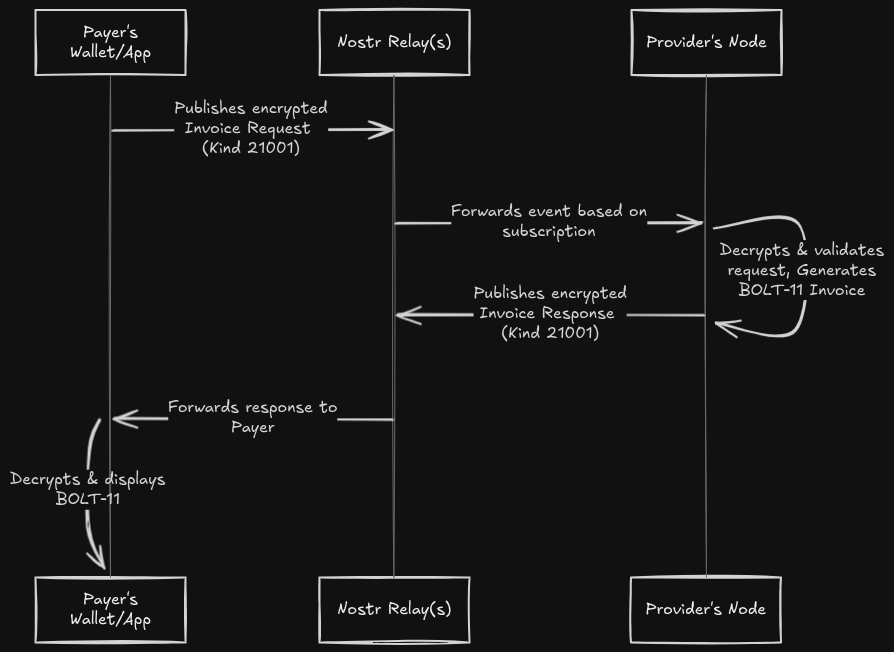 Payer's
Wallet/App
Nostr Relay(s)
Provider's Node
Publishes encrypted
Invoice Request
(Kind 21001)
Forwards event based on
subscription
Decrypts & validates
request, Generates
BOLT-11 Invoice
Publishes encrypted
Invoice Response
(Kind 21001)
Forwards response to
Payer
Decrypts & displays
BOLT-11
Payer's
Wallet/App
Nostr Relay(s)
Provider's Node